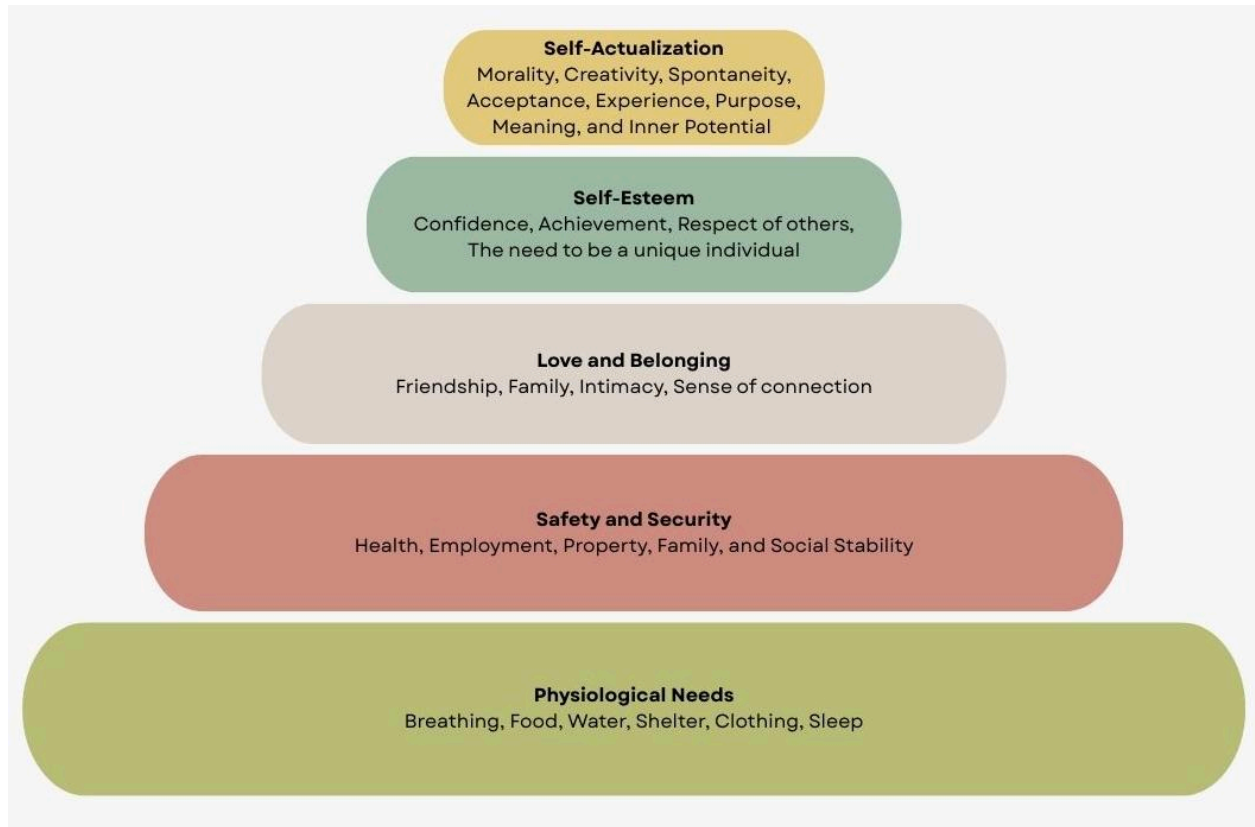 Self-Actualization
Morality, Creativity, Spontaneity,
Acceptance, Experience, Purpose,
Meaning, and Inner Potential
Self-Esteem
Confidence, Achievement, Respect of others,
The need to be a unique individual
Love and Belonging
Friendship, Family, Intimacy, Sense of connection
Safety and Security
Health, Employment, Property, Family, and Social Stability
Physiological Needs
Breathing, Food, Water, Shelter, Clothing, Sleep